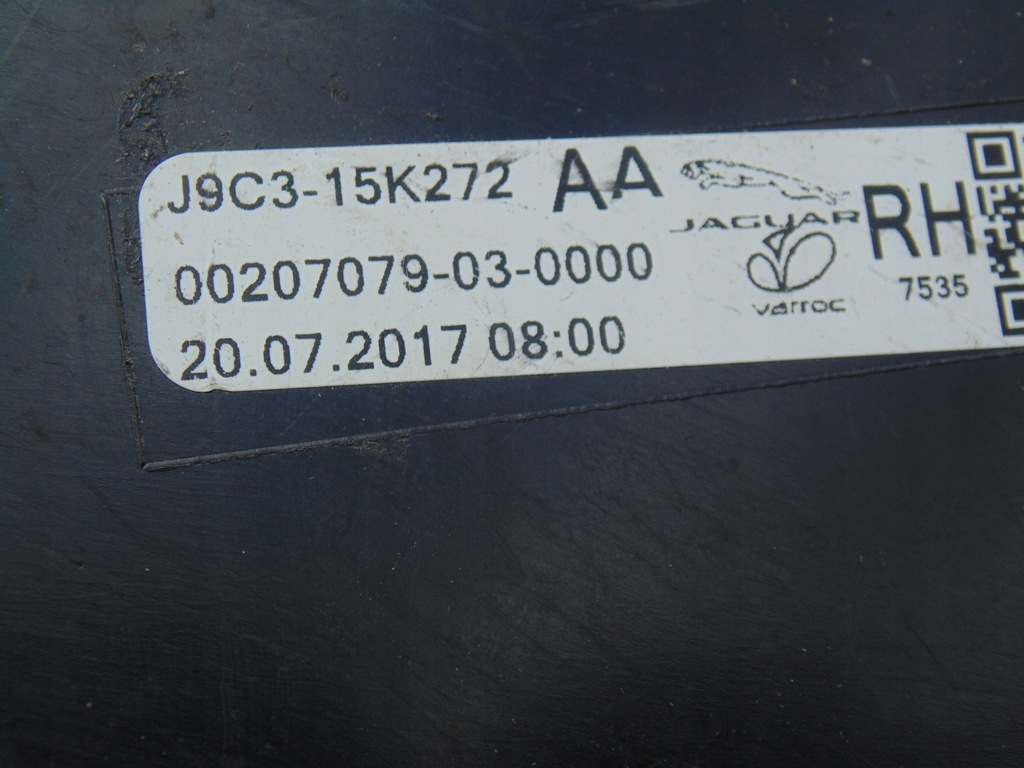 J9C3-15K272 AA
JAGUAR
RH
00207079-03-0000
varroc
7535
20.07.2017 08:00